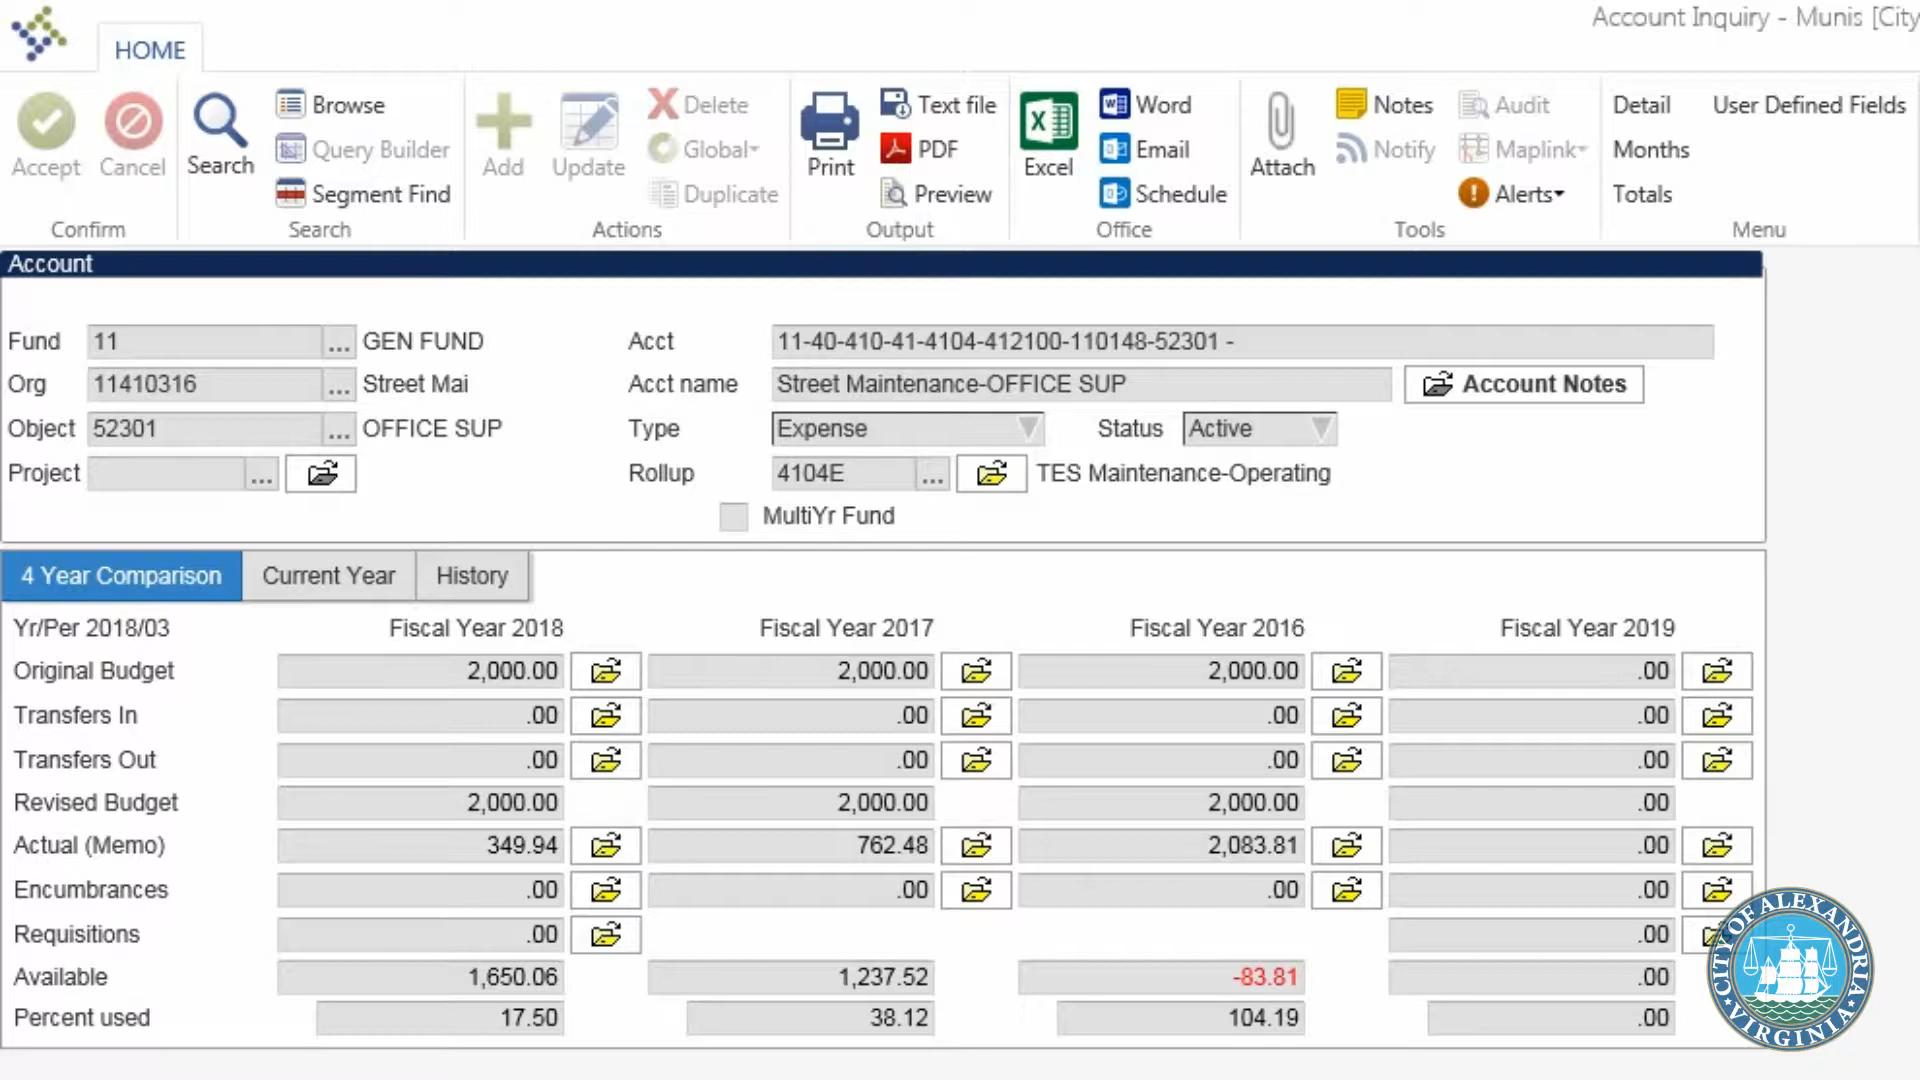 Account Inquiry - Munis [City
HOME
Accept
Cancel
Confirm
Search
Browse
Query Builder
Segment Find
Search
Add
Update
Delete
Global
Duplicate
Actions
Print
Text file
PDF
Preview
Output
Excel
Word
Email
Schedule
Office
Attach
Notes
Notify
Audit
Maplink
Alerts
Tools
Detail
User Defined Fields
Months
Totals
Menu
Account
Fund 11 ... GEN FUND Acct 11-40-410-41-4104-412100-110148-52301 -
Org 11410316 ... Street Mai Acct name Street Maintenance-OFFICE SUP Account Notes
Object 52301 ... OFFICE SUP Type Expense Status Active
Project ... Rollup 4104E ... TES Maintenance-Operating
MultiYr Fund
4 Year Comparison Current Year History
Yr/Per 2018/03 Fiscal Year 2018 Fiscal Year 2017 Fiscal Year 2016 Fiscal Year 2019
Original Budget 2,000.00 2,000.00 2,000.00 .00
Transfers In .00 .00 .00 .00
Transfers Out .00 .00 .00 .00
Revised Budget 2,000.00 2,000.00 2,000.00 .00
Actual (Memo) 349.94 762.48 2,083.81 .00
Encumbrances .00 .00 .00 .00
Requisitions .00 .00
Available 1,650.06 1,237.52 -83.81 .00
Percent used 17.50 38.12 104.19 .00
CITY OF ALEXANDRIA
VIRGINIA